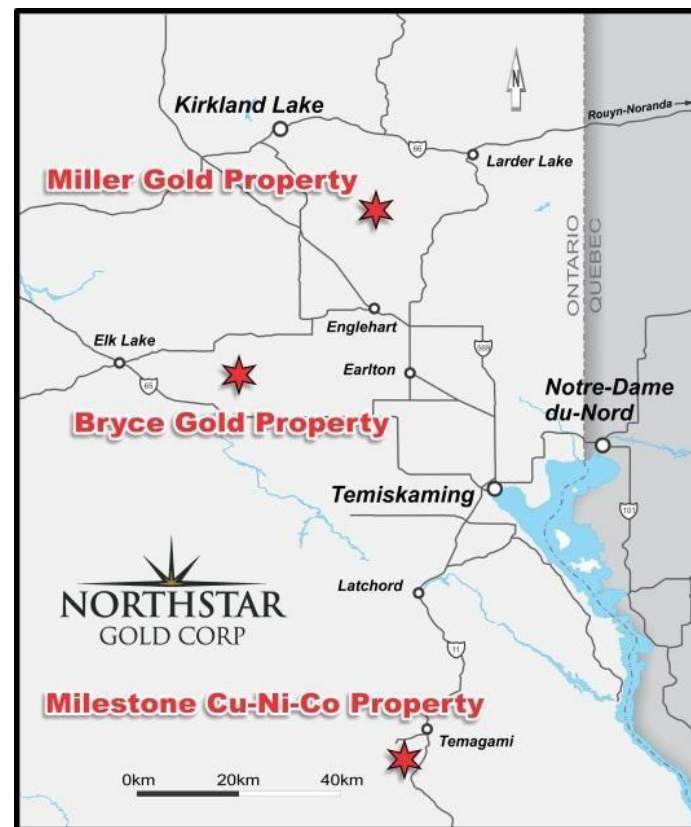 N
Kirkland Lake
Rouyn-Noranda
66
Larder Lake
Miller Gold Property
ONTARIO
QUEBEC
Englehart
Elk Lake
569
Earlton
65
Notre-Dame
du-Nord
Bryce Gold Property
Temiskaming
101
NORTHSTAR
GOLD CORP
Latchord
11
Milestone Cu-Ni-Co Property
Temagami
0km 20km 40km